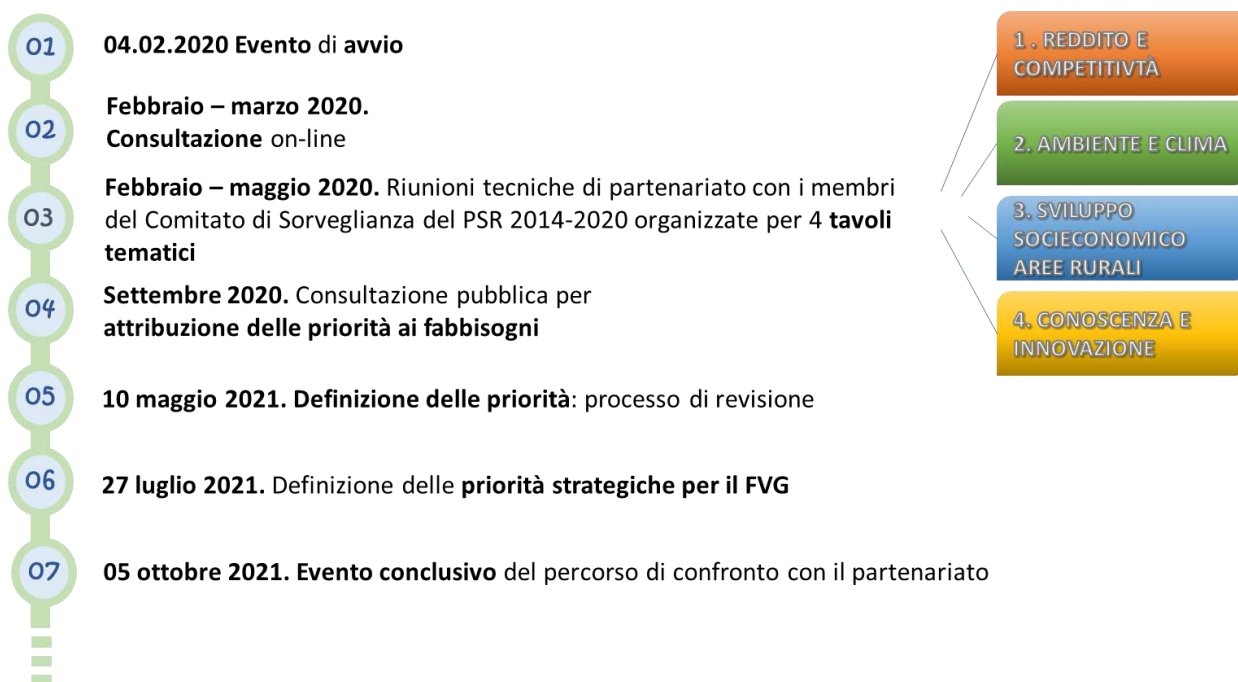 01
04.02.2020 Evento di avvio
02
Febbraio – marzo 2020.
Consultazione on-line
03
Febbraio – maggio 2020. Riunioni tecniche di partenariato con i membri
del Comitato di Sorveglianza del PSR 2014-2020 organizzate per 4 tavoli
tematici
1 . REDDITO E
COMPETITIVTÀ
2. AMBIENTE E CLIMA
3. SVILUPPO
SOCIECONOMICO
AREE RURALI
4. CONOSCENZA E
INNOVAZIONE
04
Settembre 2020. Consultazione pubblica per
attribuzione delle priorità ai fabbisogni
05
10 maggio 2021. Definizione delle priorità: processo di revisione
06
27 luglio 2021. Definizione delle priorità strategiche per il FVG
07
05 ottobre 2021. Evento conclusivo del percorso di confronto con il partenariato